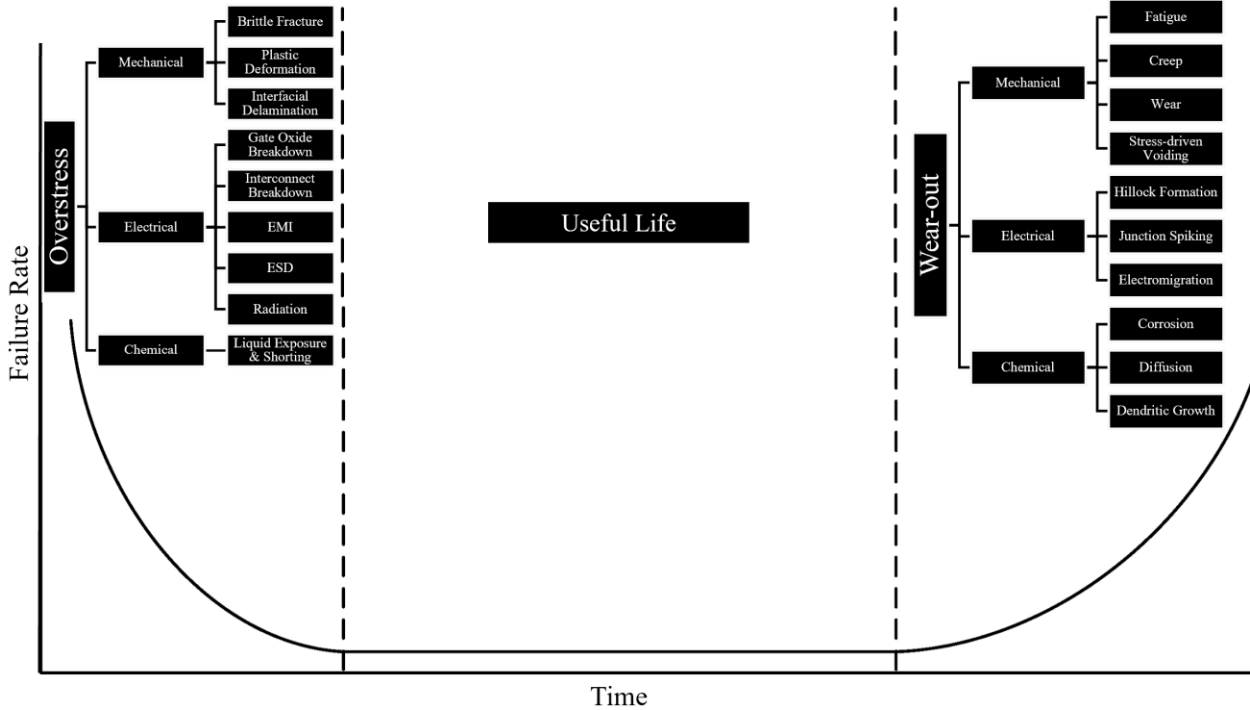 Failure Rate
Overstress
Mechanical
Brittle Fracture
Plastic
Deformation
Interfacial
Delamination
Electrical
Gate Oxide
Breakdown
Interconnect
Breakdown
EMI
ESD
Radiation
Chemical
Liquid Exposure
& Shorting
Useful Life
Wear-out
Mechanical
Fatigue
Creep
Wear
Stress-driven
Voiding
Electrical
Hillock Formation
Junction Spiking
Electromigration
Chemical
Corrosion
Diffusion
Dendritic Growth
Time